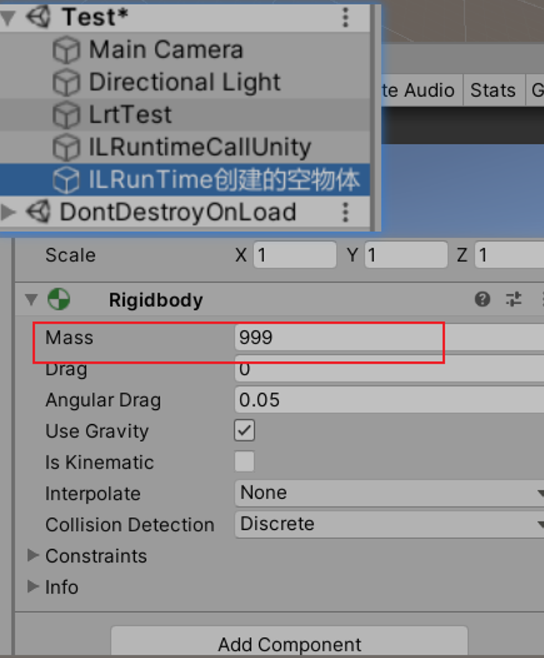 Test*
Main Camera
Directional Light
LrtTest
ILRuntimeCallUnity
ILRunTime创建的空物体
DontDestroyOnLoad
te Audio Stats G
Scale X 1 Y 1 Z 1
Rigidbody
Mass 999
Drag 0
Angular Drag 0.05
Use Gravity
Is Kinematic
Interpolate None
Collision Detection Discrete
Constraints
Info
Add Component